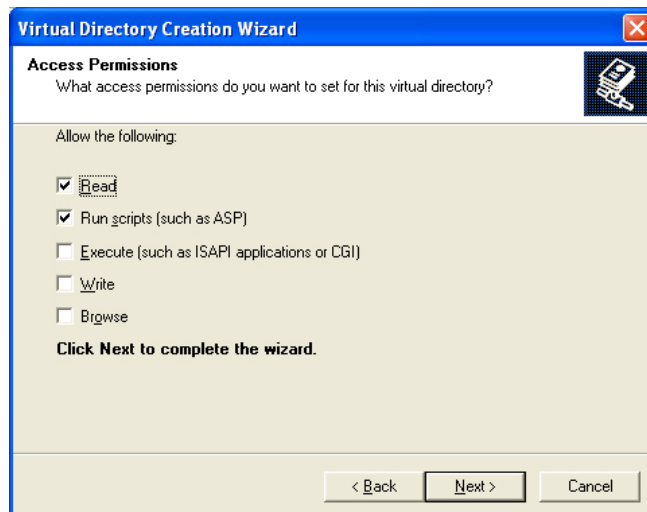 Virtual Directory Creation Wizard
Access Permissions
What access permissions do you want to set for this virtual directory?
Allow the following:
Read
Run scripts (such as ASP)
Execute (such as ISAPI applications or CGI)
Write
Browse
Click Next to complete the wizard.
< Back Next > Cancel